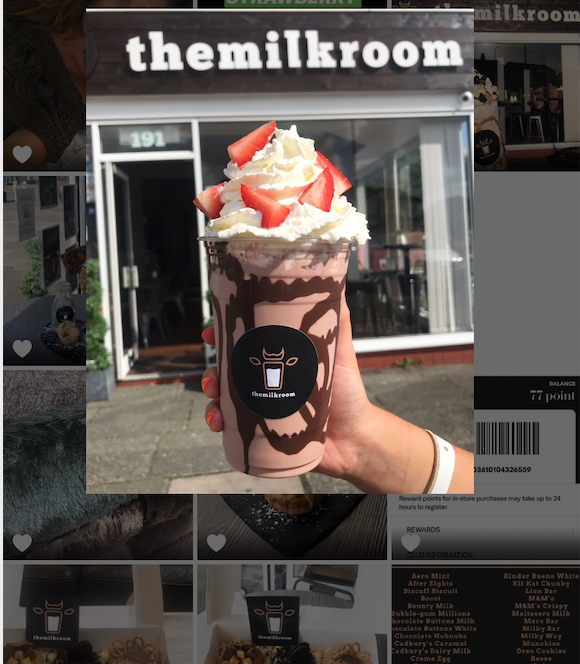 STRAWBERRY
themilkroom
themilkroom
191
themilkroom
BALANCE
77 point
03610104326559
Reward points for in-store purchases may take up to 24
hours to register.
REWARDS
CLUB INFORMATION
themilkroom
themilkroom
Aero Mint
After Eights
Biscoff Biscuit
Boost
Bounty Milk
Bubble-gum Millions
Chocolate Buttons Milk
Chocolate Buttons White
Chocolate Hobnobs
Cadbury's Caramel
Cadbury's Dairy Milk
Creme Egg
Kinder Bueno White
Kit Kat Chunky
Lion Bar
M&M's
M&M's Crispy
Maltesers Milk
Mars Bar
Milky Bar
Milky Way
Munchies
Oreo Cookies
Reese